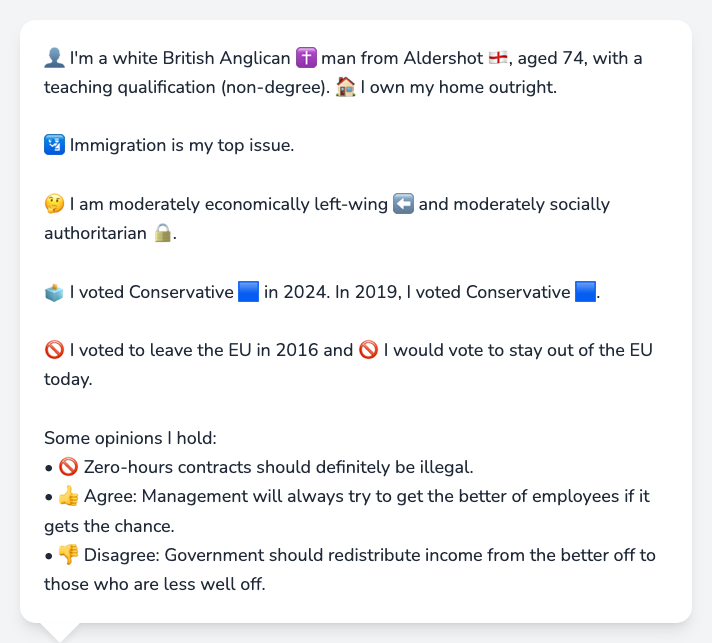 👤 I'm a white British Anglican ✝️ man from Aldershot 🏴󠁧󠁢󠁥󠁮󠁧󠁿, aged 74, with a
teaching qualification (non-degree). 🏠 I own my home outright.
🛂 Immigration is my top issue.
🤔 I am moderately economically left-wing ⬅️ and moderately socially
authoritarian 🔒.
🗳️ I voted Conservative 🟦 in 2024. In 2019, I voted Conservative 🟦.
🚫 I voted to leave the EU in 2016 and 🚫 I would vote to stay out of the EU
today.
Some opinions I hold:
• 🚫 Zero-hours contracts should definitely be illegal.
• 👍 Agree: Management will always try to get the better of employees if it
gets the chance.
• 👎 Disagree: Government should redistribute income from the better off to
those who are less well off.